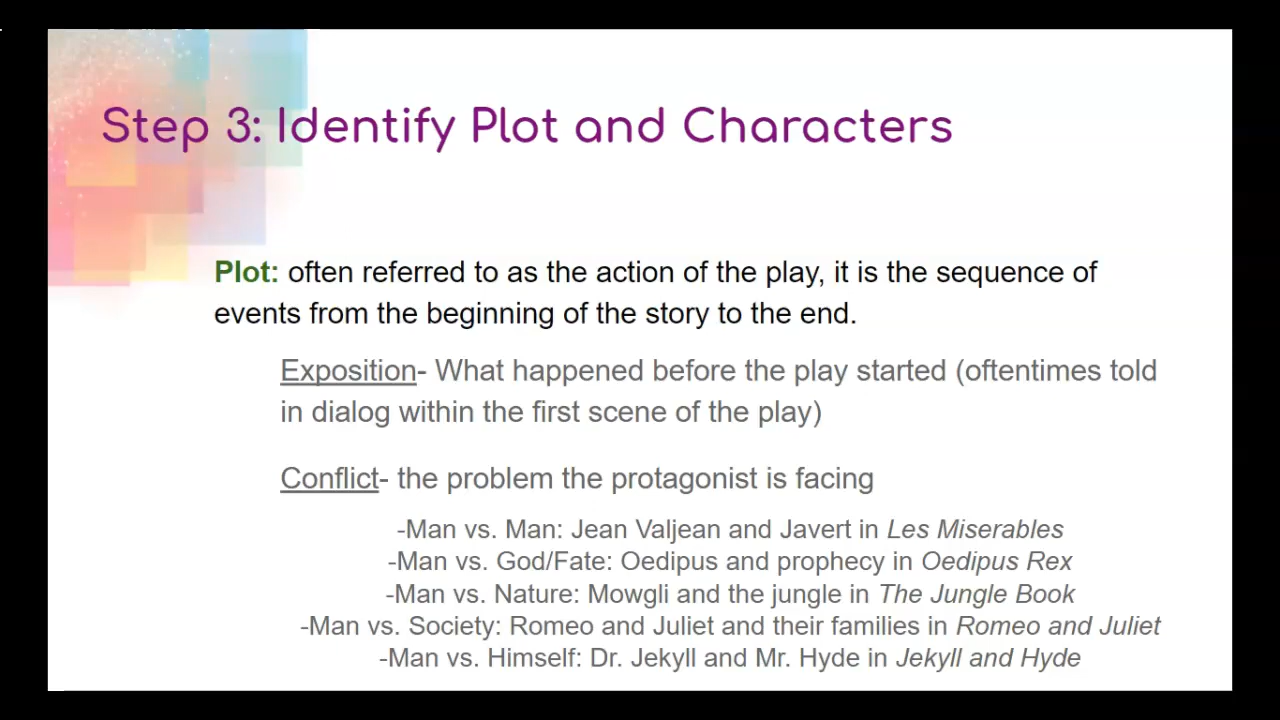 Step 3: Identify Plot and Characters
Plot: often referred to as the action of the play, it is the sequence of
events from the beginning of the story to the end.
Exposition- What happened before the play started (oftentimes told
in dialog within the first scene of the play)
Conflict- the problem the protagonist is facing
-Man vs. Man: Jean Valjean and Javert in Les Miserables
-Man vs. God/Fate: Oedipus and prophecy in Oedipus Rex
-Man vs. Nature: Mowgli and the jungle in The Jungle Book
-Man vs. Society: Romeo and Juliet and their families in Romeo and Juliet
-Man vs. Himself: Dr. Jekyll and Mr. Hyde in Jekyll and Hyde